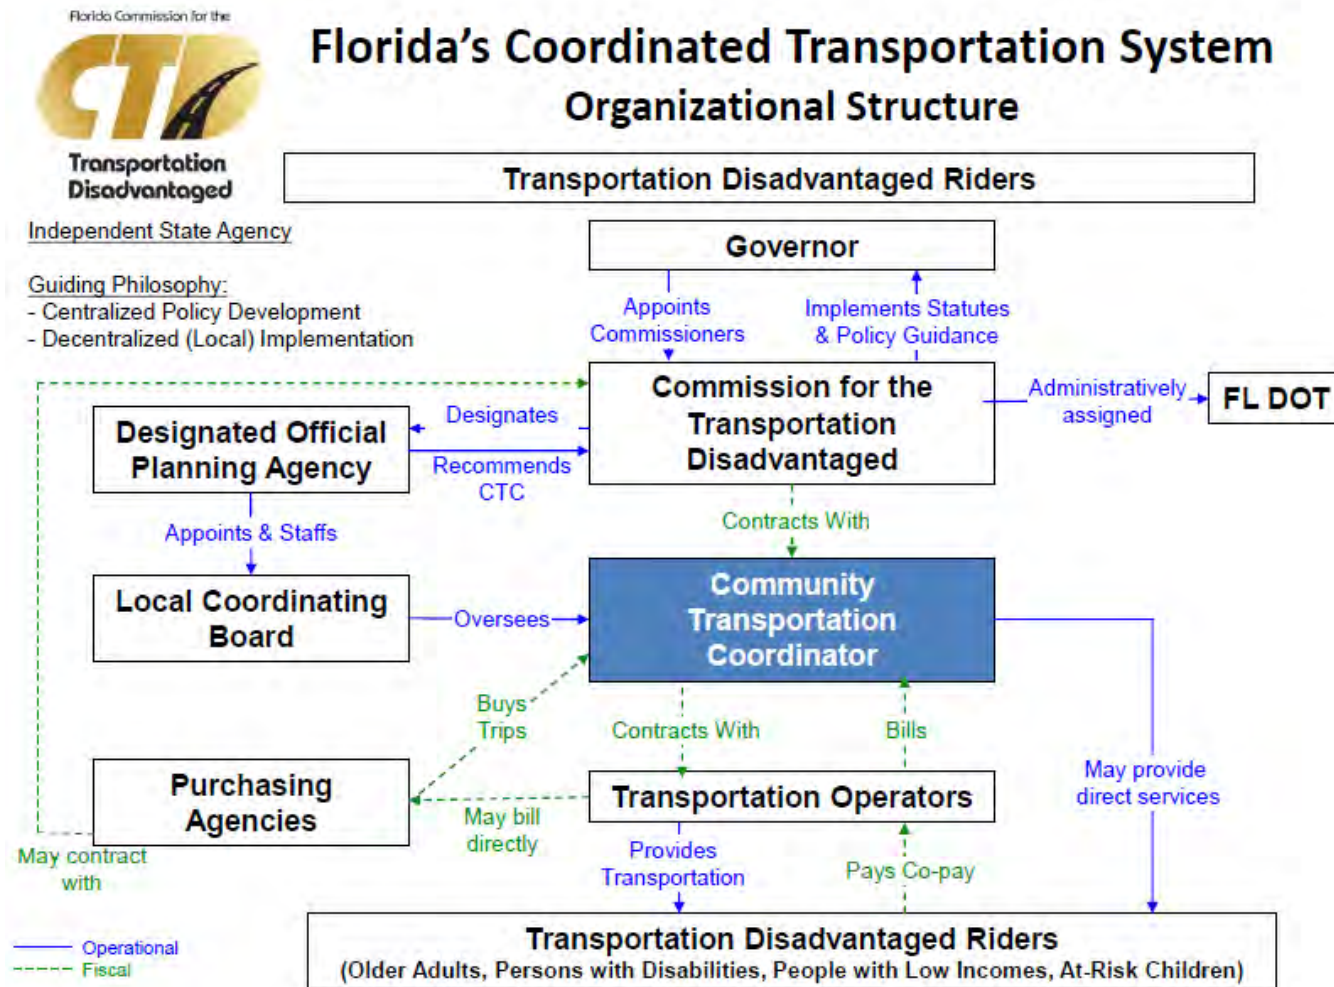 Florida Commission for the
CTD
Transportation
Disadvantaged
Florida's Coordinated Transportation System
Organizational Structure
Transportation Disadvantaged Riders
Independent State Agency
Guiding Philosophy:
- Centralized Policy Development
- Decentralized (Local) Implementation
Governor
Appoints
Commissioners
Implements Statutes
& Policy Guidance
Commission for the
Transportation
Disadvantaged
Administratively
assigned
FL DOT
Designates
Designated Official
Planning Agency
Recommends
CTC
Contracts With
Appoints & Staffs
Local Coordinating
Board
Oversees
Community
Transportation
Coordinator
Buys
Trips
Contracts With
Bills
May provide
direct services
Purchasing
Agencies
May bill
directly
Transportation Operators
May contract
with
Provides
Transportation
Pays Co-pay
Operational
Fiscal
Transportation Disadvantaged Riders
(Older Adults, Persons with Disabilities, People with Low Incomes, At-Risk Children)